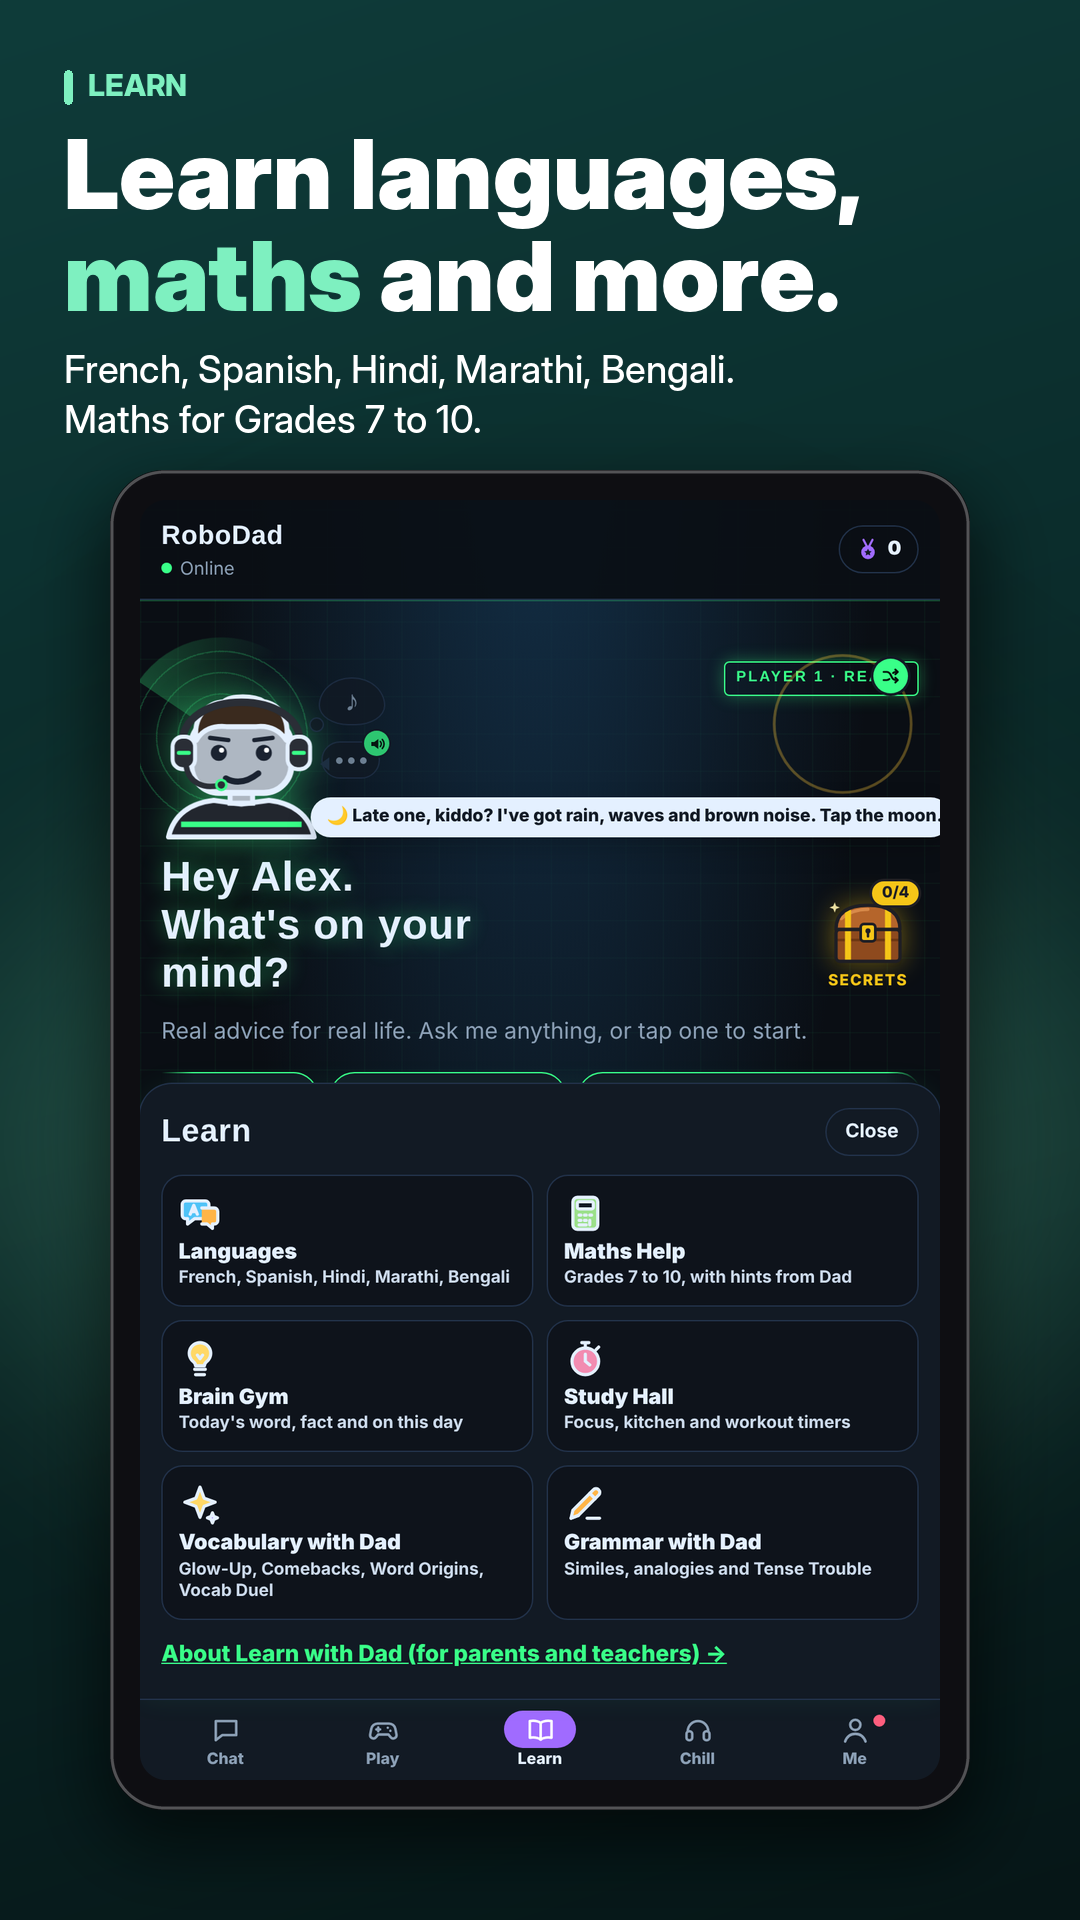 LEARN
Learn languages,
maths and more.
French, Spanish, Hindi, Marathi, Bengali.
Maths for Grades 7 to 10.
RoboDad
Online
0
PLAYER 1 · REA
🌙 Late one, kiddo? I've got rain, waves and brown noise. Tap the moon.
Hey Alex.
What's on your
mind?
0/4
SECRETS
Real advice for real life. Ask me anything, or tap one to start.
Learn
Close
Languages
French, Spanish, Hindi, Marathi, Bengali
Maths Help
Grades 7 to 10, with hints from Dad
Brain Gym
Today's word, fact and on this day
Study Hall
Focus, kitchen and workout timers
Vocabulary with Dad
Glow-Up, Comebacks, Word Origins,
Vocab Duel
Grammar with Dad
Similes, analogies and Tense Trouble
About Learn with Dad (for parents and teachers) →
Chat
Play
Learn
Chill
Me